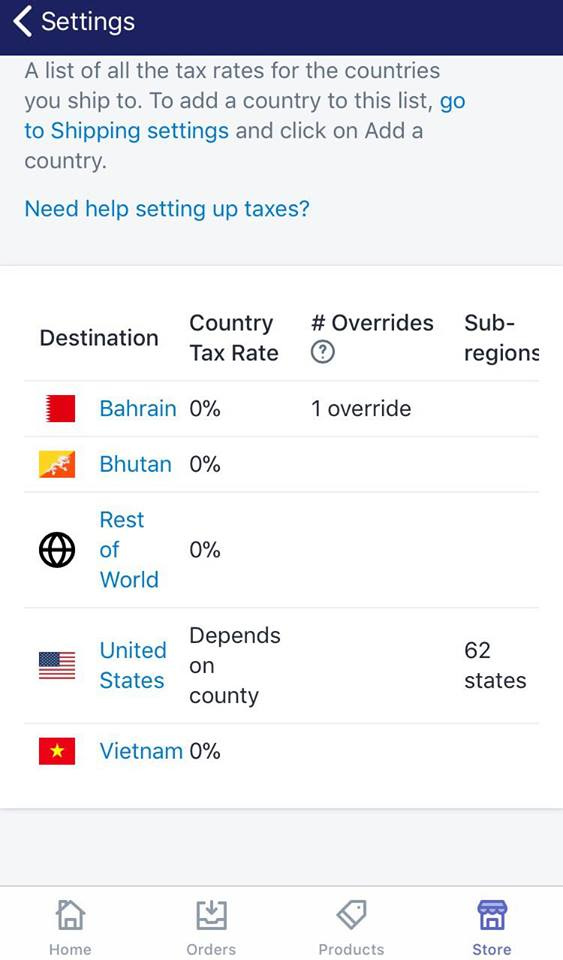 Settings
A list of all the tax rates for the countries
you ship to. To add a country to this list, go
to Shipping settings and click on Add a
country.
Need help setting up taxes?
Destination
Country
Tax Rate
# Overrides
?
Sub-
regions
Bahrain 0% 1 override
Bhutan 0%
Rest
of
World
0%
United
States
Depends
on
county
62
states
Vietnam 0%
Home Orders Products Store